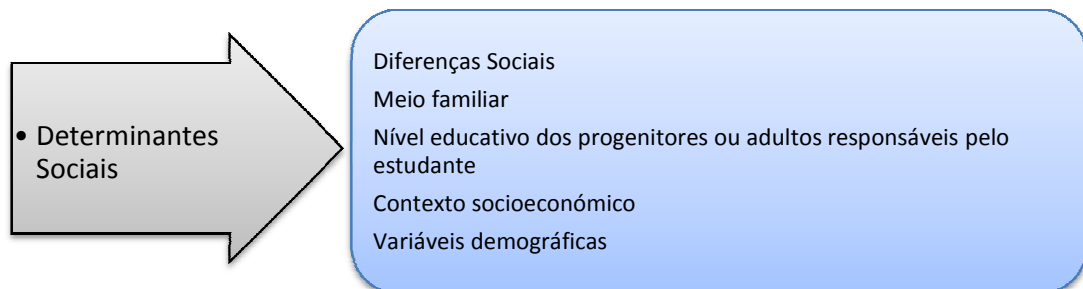 • Determinantes
Sociais
Diferenças Sociais
Meio familiar
Nível educativo dos progenitores ou adultos responsáveis pelo
estudante
Contexto socioeconómico
Variáveis demográficas